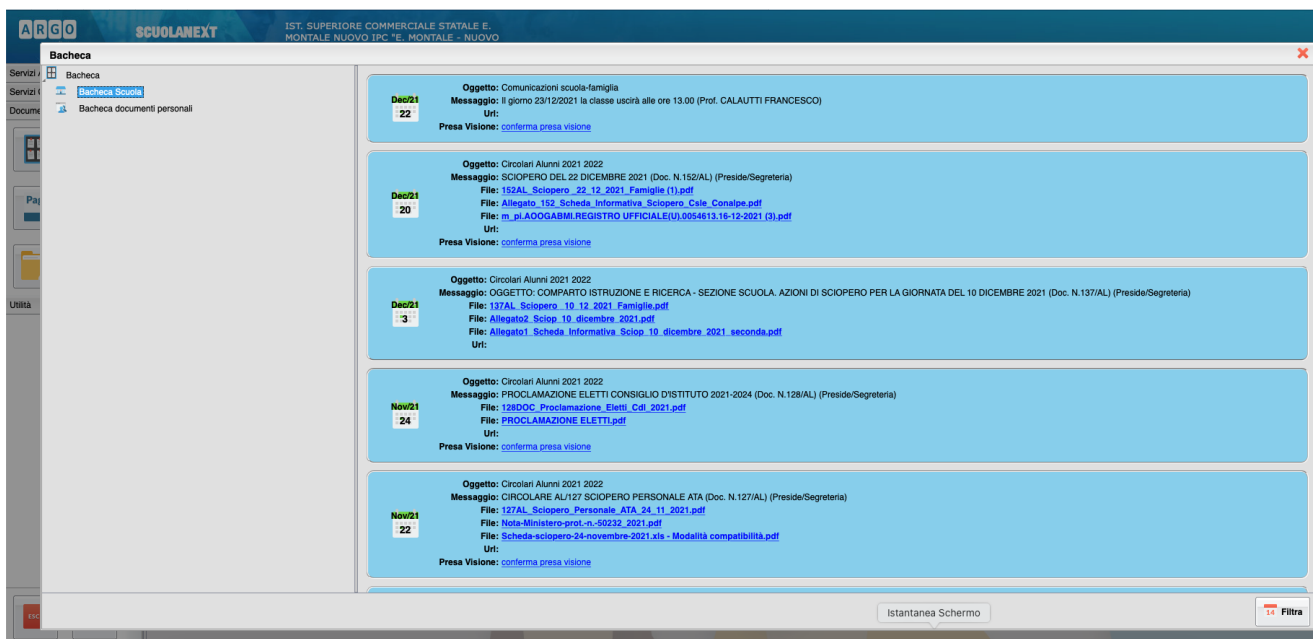 ARGO
SCUOLANEXT
IST. SUPERIORE COMMERCIALE STATALE E.
MONTALE NUOVO IPC "E. MONTALE - NUOVO
Bacheca
Servizi
Servizi
Docume
Utilità
Bacheca
Bacheca Scuola
Bacheca documenti personali
Dec/21
22
Oggetto: Comunicazioni scuola-famiglia
Messaggio: Il giorno 23/12/2021 la classe uscirà alle ore 13.00 (Prof. CALAUTTI FRANCESCO)
Url:
Presa Visione: conferma presa visione
Dec/21
20
Oggetto: Circolari Alunni 2021 2022
Messaggio: SCIOPERO DEL 22 DICEMBRE 2021 (Doc. N.152/AL) (Preside/Segreteria)
File: 152AL_Sciopero _22_12_2021_Famiglie (1).pdf
File: Allegato_152_Scheda_Informativa_Sciopero_Csle_Conalpe.pdf
File: m_pi.AOOGABMI.REGISTRO UFFICIALE(U).0054613.16-12-2021 (3).pdf
Url:
Presa Visione: conferma presa visione
Dec/21
3
Oggetto: Circolari Alunni 2021 2022
Messaggio: OGGETTO: COMPARTO ISTRUZIONE E RICERCA - SEZIONE SCUOLA. AZIONI DI SCIOPERO PER LA GIORNATA DEL 10 DICEMBRE 2021 (Doc. N.137/AL) (Preside/Segreteria)
File: 137AL_Sciopero_10_12_2021_Famiglie.pdf
File: Allegato2_Sciop_10_dicembre_2021.pdf
File: Allegato1_Scheda_Informativa_Sciop_10_dicembre_2021_seconda.pdf
Url:
Nov/21
24
Oggetto: Circolari Alunni 2021 2022
Messaggio: PROCLAMAZIONE ELETTI CONSIGLIO D'ISTITUTO 2021-2024 (Doc. N.128/AL) (Preside/Segreteria)
File: 128DOC_Proclamazione_Eletti_CdI_2021.pdf
File: PROCLAMAZIONE ELETTI.pdf
Url:
Presa Visione: conferma presa visione
Nov/21
22
Oggetto: Circolari Alunni 2021 2022
Messaggio: CIRCOLARE AL/127 SCIOPERO PERSONALE ATA (Doc. N.127/AL) (Preside/Segreteria)
File: 127AL_Sciopero_Personale_ATA_24_11_2021.pdf
File: Nota-Ministero-prot.-n.-50232_2021.pdf
File: Scheda-sciopero-24-novembre-2021.xls - Modalità compatibilità.pdf
Url:
Presa Visione: conferma presa visione
Istantanea Schermo
14 Filtra